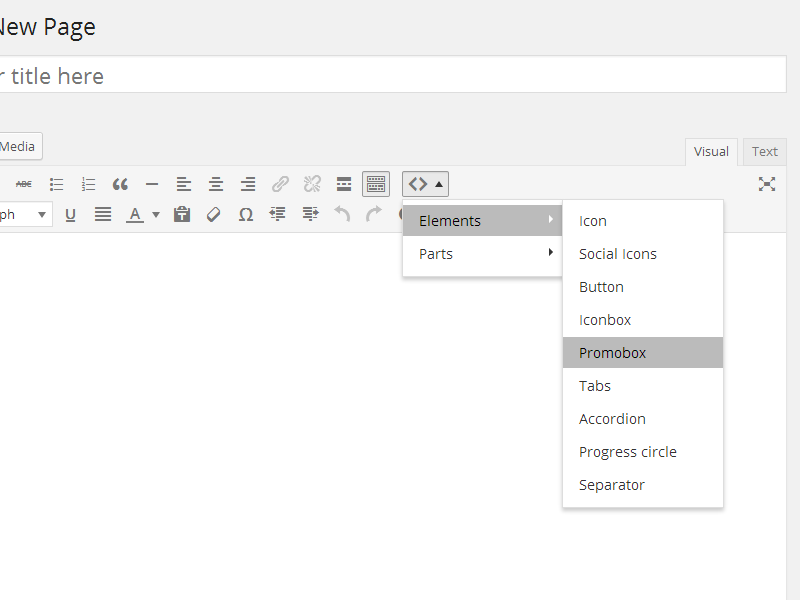 New Page
r title here
Media
Visual
Text
ABC
ph
U
A
Ω
Elements
Parts
Icon
Social Icons
Button
Iconbox
Promobox
Tabs
Accordion
Progress circle
Separator